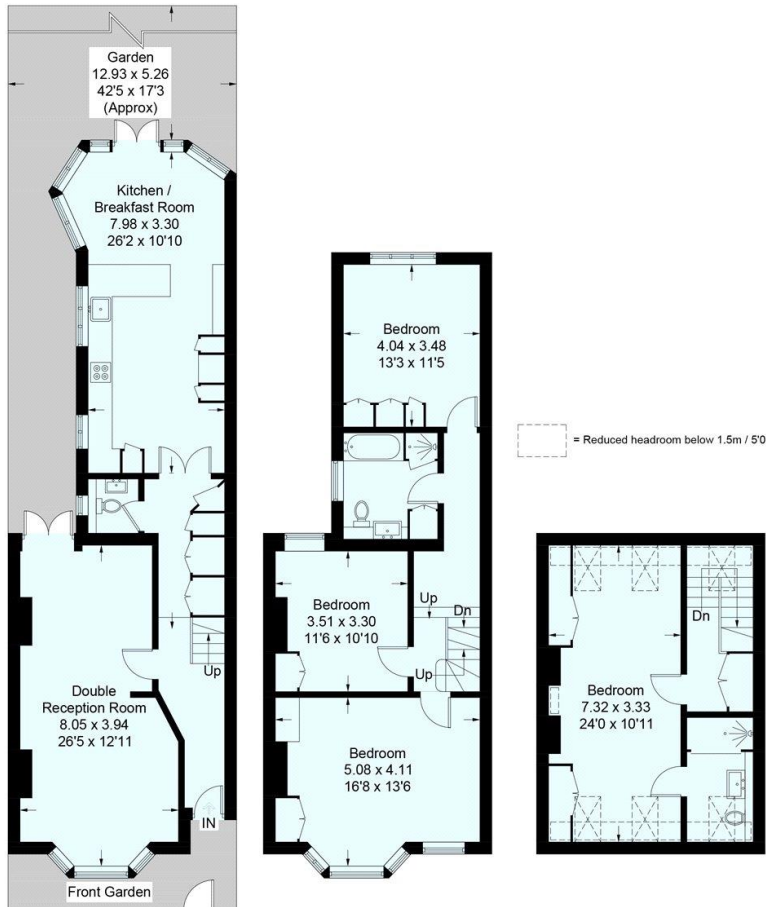 Garden
12.93 x 5.26
42'5 x 17'3
(Approx)
Kitchen /
Breakfast Room
7.98 x 3.30
26'2 x 10'10
Up
Double
Reception Room
8.05 x 3.94
26'5 x 12'11
IN
Front Garden
Bedroom
4.04 x 3.48
13'3 x 11'5
Bedroom
3.51 x 3.30
11'6 x 10'10
Up
Dn
Up
Bedroom
5.08 x 4.11
16'8 x 13'6
= Reduced headroom below 1.5m / 5'0
Dn
Bedroom
7.32 x 3.33
24'0 x 10'11